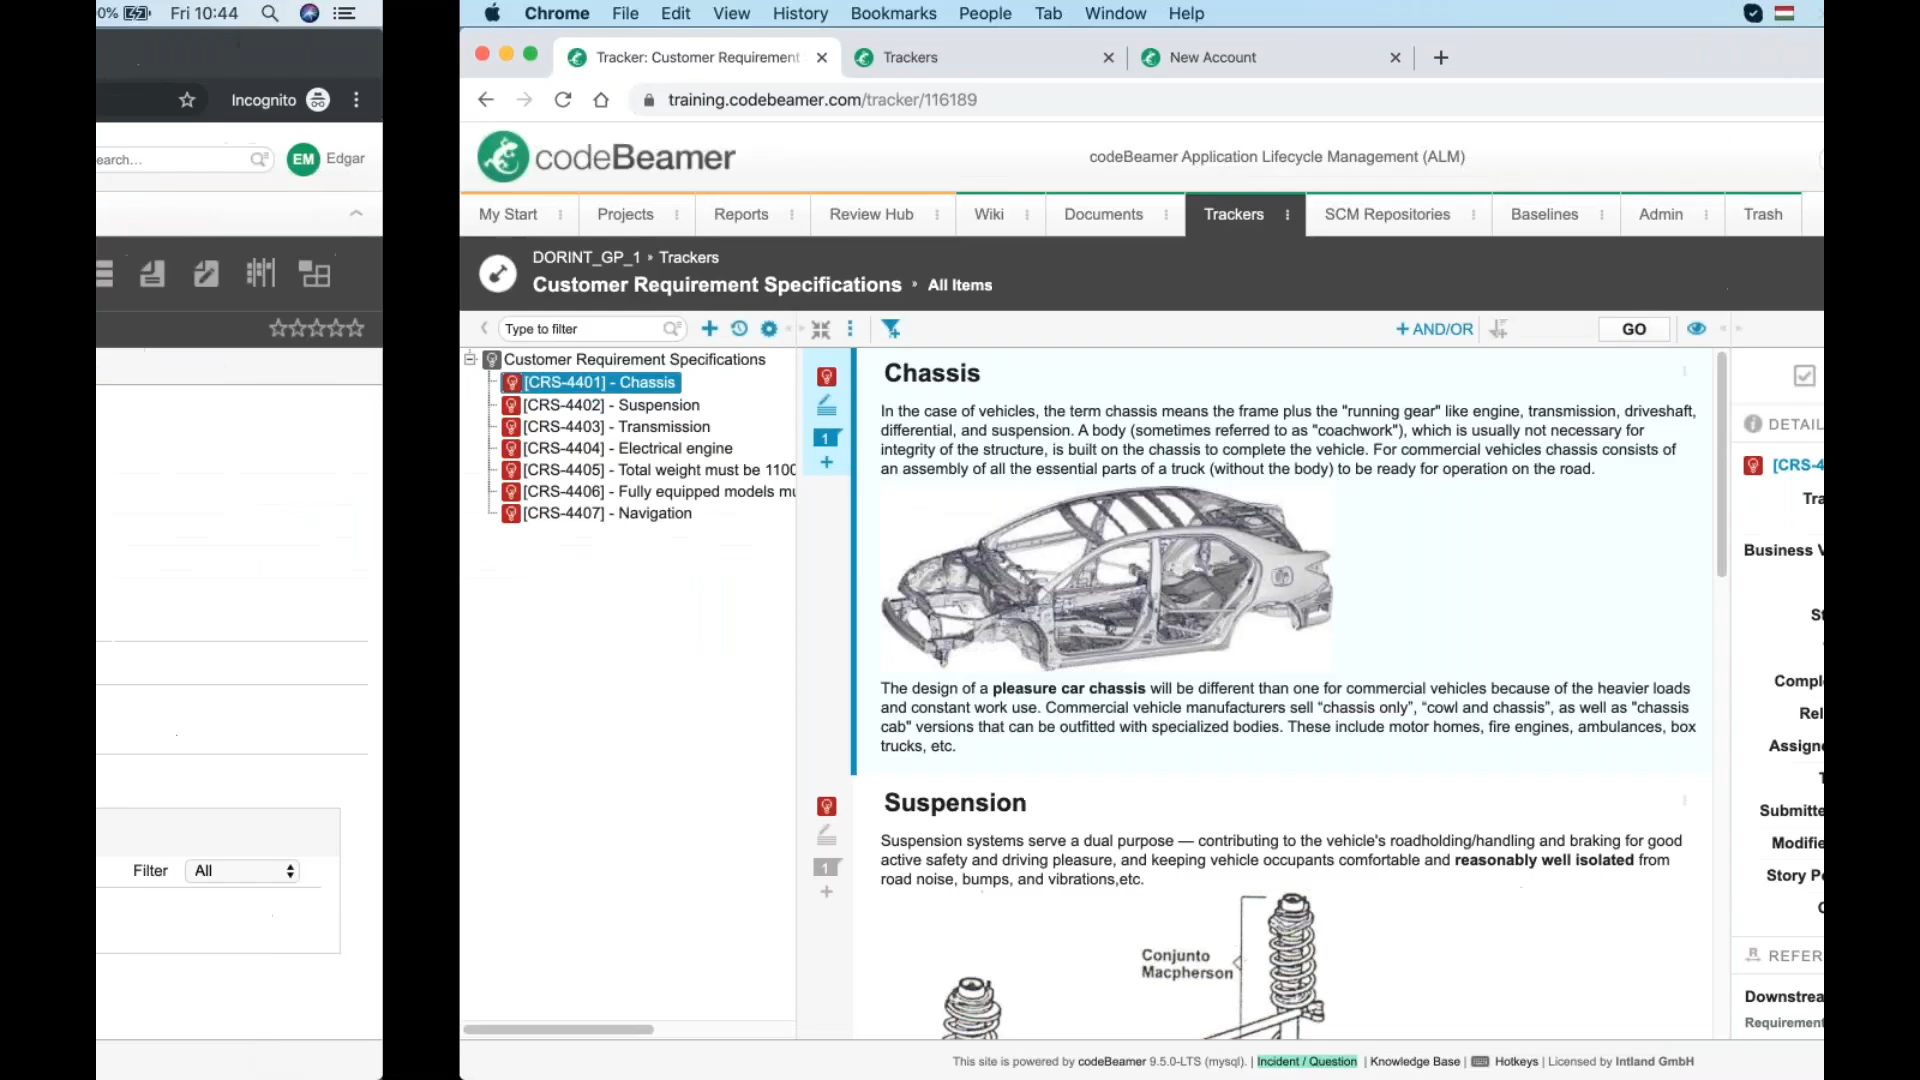 0%
Fri 10:44
Incognito
earch...
EM
Edgar
Filter
All
Chrome File Edit View History Bookmarks People Tab Window Help
Tracker: Customer Requirement
Trackers
New Account
training.codebeamer.com/tracker/116189
codeBeamer
codeBeamer Application Lifecycle Management (ALM)
My Start Projects Reports Review Hub Wiki Documents Trackers SCM Repositories Baselines Admin Trash
DORINT_GP_1 • Trackers
Customer Requirement Specifications All Items
Type to filter
AND/OR
GO
Customer Requirement Specifications
[CRS-4401] - Chassis
[CRS-4402] - Suspension
[CRS-4403] - Transmission
[CRS-4404] - Electrical engine
[CRS-4405] - Total weight must be 1100
[CRS-4406] - Fully equipped models mu
[CRS-4407] - Navigation
1
Chassis
In the case of vehicles, the term chassis means the frame plus the "running gear" like engine, transmission, driveshaft,
differential, and suspension. A body (sometimes referred to as "coachwork"), which is usually not necessary for
integrity of the structure, is built on the chassis to complete the vehicle. For commercial vehicles chassis consists of
an assembly of all the essential parts of a truck (without the body) to be ready for operation on the road.
The design of a pleasure car chassis will be different than one for commercial vehicles because of the heavier loads
and constant work use. Commercial vehicle manufacturers sell “chassis only”, “cowl and chassis”, as well as "chassis
cab" versions that can be outfitted with specialized bodies. These include motor homes, fire engines, ambulances, box
trucks, etc.
1
Suspension
Suspension systems serve a dual purpose — contributing to the vehicle's roadholding/handling and braking for good
active safety and driving pleasure, and keeping vehicle occupants comfortable and reasonably well isolated from
road noise, bumps, and vibrations,etc.
Conjunto
Macpherson
DETAIL
[CRS-4
Tra
Business V
St
Compl
Rel
Assign
T
Submitte
Modifie
Story P
REFER
Downstrea
Requirement
This site is powered by codeBeamer 9.5.0-LTS (mysql). | Incident / Question | Knowledge Base | Hotkeys | Licensed by Intland GmbH